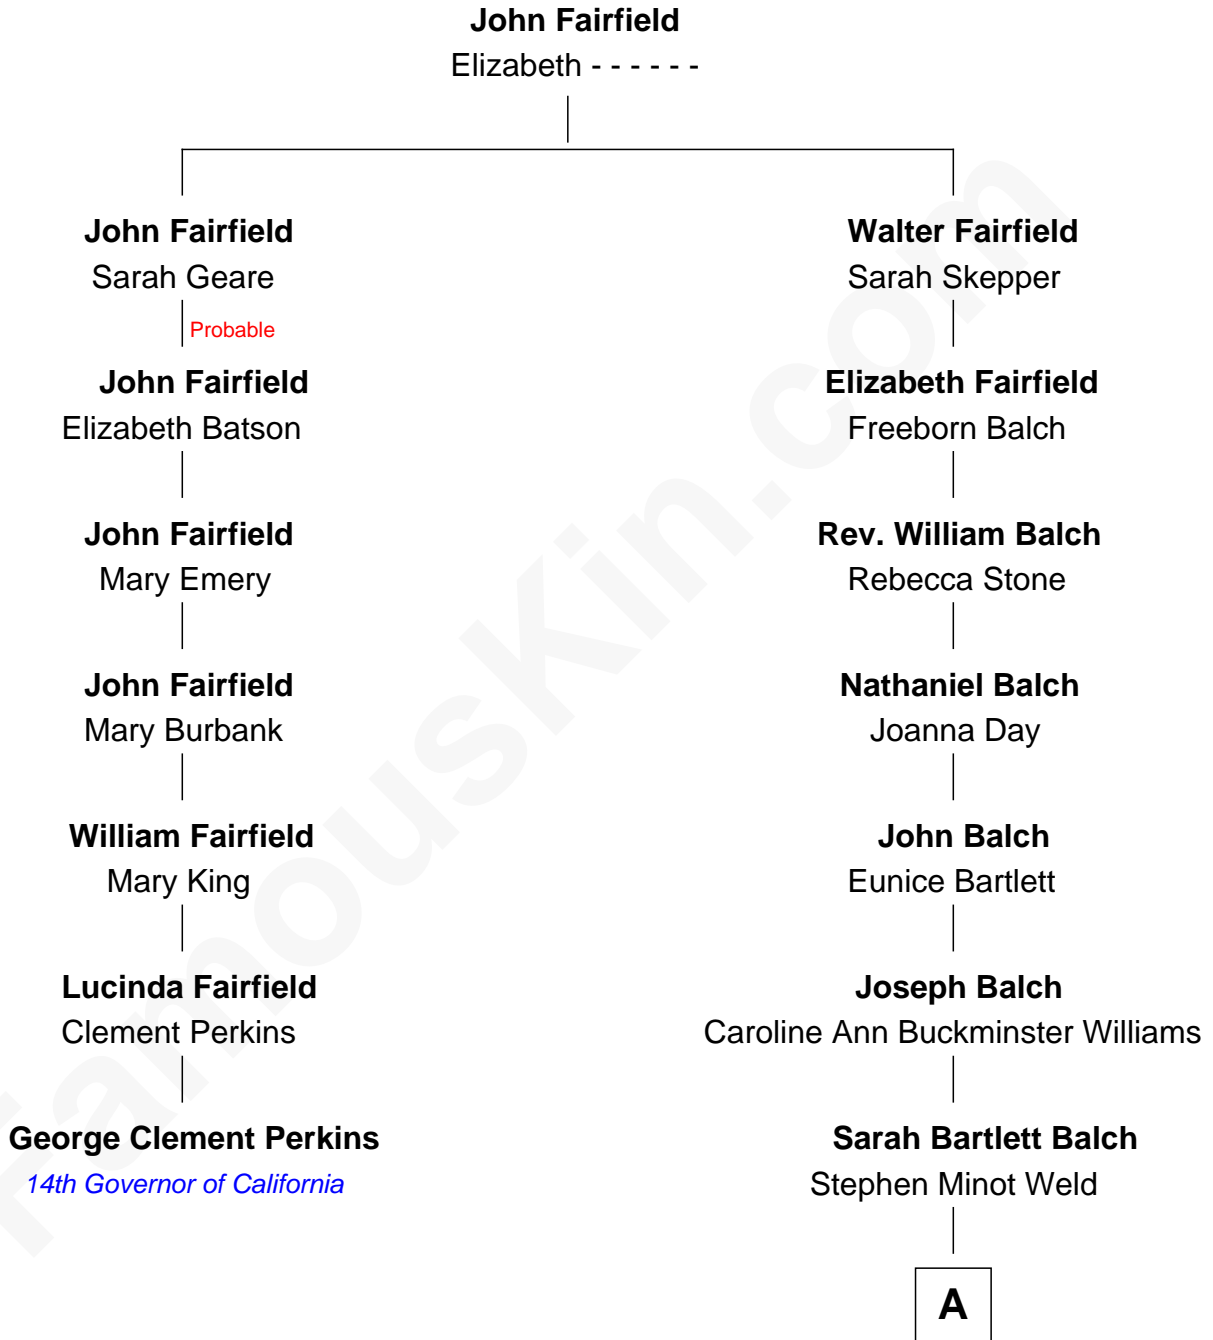 John Fairfield
Elizabeth - - - - - -
John Fairfield
Sarah Geare
Probable
John Fairfield
Elizabeth Batson
John Fairfield
Mary Emery
John Fairfield
Mary Burbank
William Fairfield
Mary King
Lucinda Fairfield
Clement Perkins
George Clement Perkins
14th Governor of California
Walter Fairfield
Sarah Skepper
Elizabeth Fairfield
Freeborn Balch
Rev. William Balch
Rebecca Stone
Nathaniel Balch
Joanna Day
John Balch
Eunice Bartlett
Joseph Balch
Caroline Ann Buckminster Williams
Sarah Bartlett Balch
Stephen Minot Weld
A
FamousKin.com